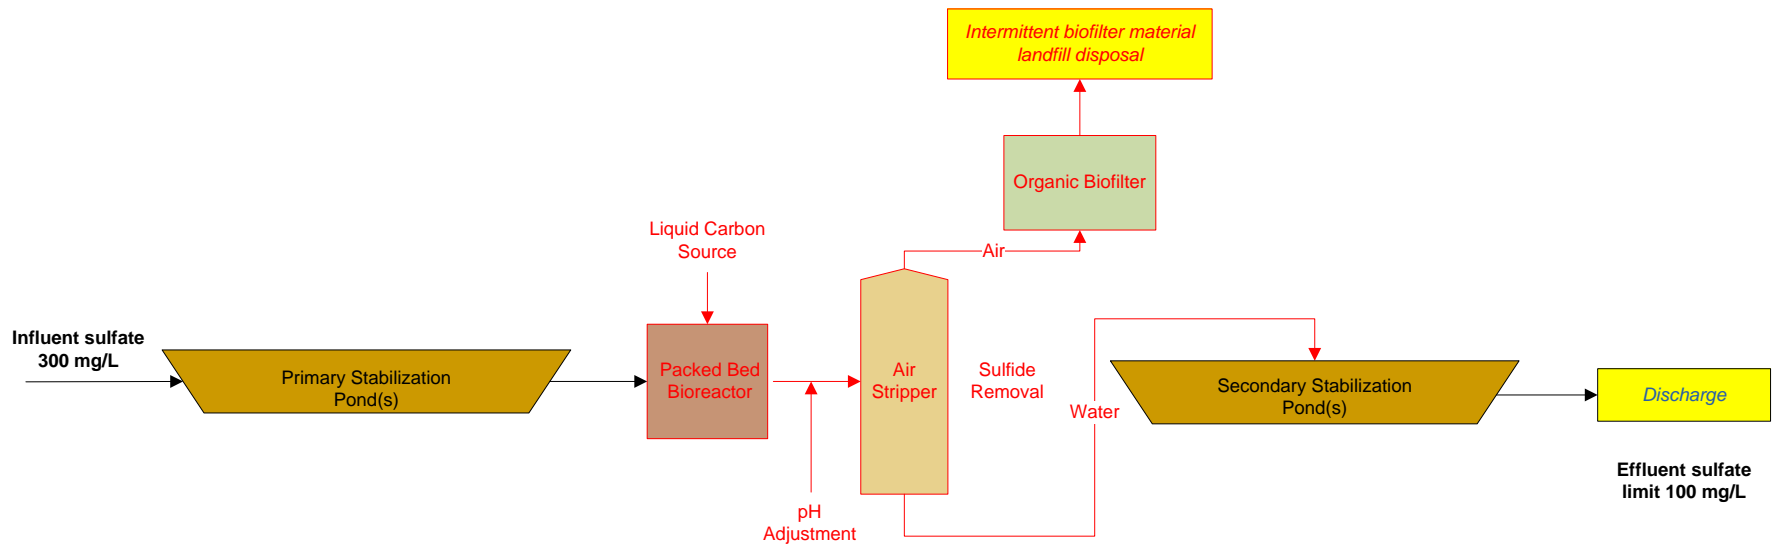 Intermittent biofilter material
landfill disposal
Organic Biofilter
Liquid Carbon
Source
Air
Influent sulfate
300 mg/L
Primary Stabilization
Pond(s)
Packed Bed
Bioreactor
Air
Stripper
Sulfide
Removal
Water
Secondary Stabilization
Pond(s)
Discharge
Effluent sulfate
limit 100 mg/L
pH
Adjustment